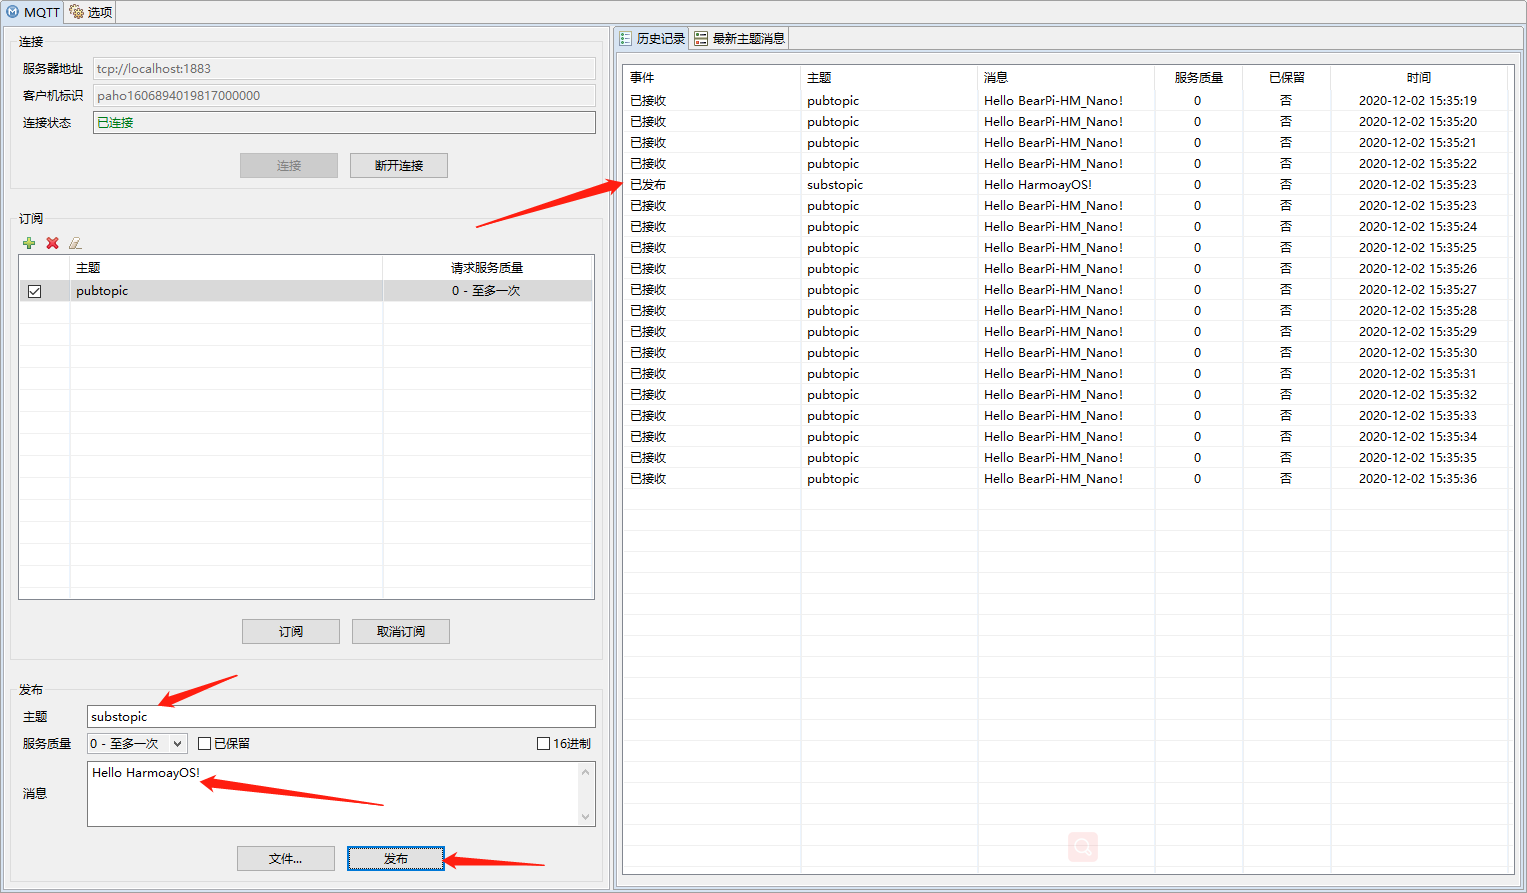 MQTT 选项
连接
服务器地址 tcp://localhost:1883
客户机标识 paho1606894019817000000
连接状态 已连接
连接 断开连接
订阅
主题 请求服务质量
pubtopic 0 - 至多一次
订阅 取消订阅
发布
主题 substopic
服务质量 0 - 至多一次 已保留 16进制
消息 Hello HarmoayOS!
文件... 发布
历史记录 最新主题消息
事件 主题 消息 服务质量 已保留 时间
已接收 pubtopic Hello BearPi-HM_Nano! 0 否 2020-12-02 15:35:19
已接收 pubtopic Hello BearPi-HM_Nano! 0 否 2020-12-02 15:35:20
已接收 pubtopic Hello BearPi-HM_Nano! 0 否 2020-12-02 15:35:21
已接收 pubtopic Hello BearPi-HM_Nano! 0 否 2020-12-02 15:35:22
已发布 substopic Hello HarmoayOS! 0 否 2020-12-02 15:35:23
已接收 pubtopic Hello BearPi-HM_Nano! 0 否 2020-12-02 15:35:23
已接收 pubtopic Hello BearPi-HM_Nano! 0 否 2020-12-02 15:35:24
已接收 pubtopic Hello BearPi-HM_Nano! 0 否 2020-12-02 15:35:25
已接收 pubtopic Hello BearPi-HM_Nano! 0 否 2020-12-02 15:35:26
已接收 pubtopic Hello BearPi-HM_Nano! 0 否 2020-12-02 15:35:27
已接收 pubtopic Hello BearPi-HM_Nano! 0 否 2020-12-02 15:35:28
已接收 pubtopic Hello BearPi-HM_Nano! 0 否 2020-12-02 15:35:29
已接收 pubtopic Hello BearPi-HM_Nano! 0 否 2020-12-02 15:35:30
已接收 pubtopic Hello BearPi-HM_Nano! 0 否 2020-12-02 15:35:31
已接收 pubtopic Hello BearPi-HM_Nano! 0 否 2020-12-02 15:35:32
已接收 pubtopic Hello BearPi-HM_Nano! 0 否 2020-12-02 15:35:33
已接收 pubtopic Hello BearPi-HM_Nano! 0 否 2020-12-02 15:35:34
已接收 pubtopic Hello BearPi-HM_Nano! 0 否 2020-12-02 15:35:35
已接收 pubtopic Hello BearPi-HM_Nano! 0 否 2020-12-02 15:35:36